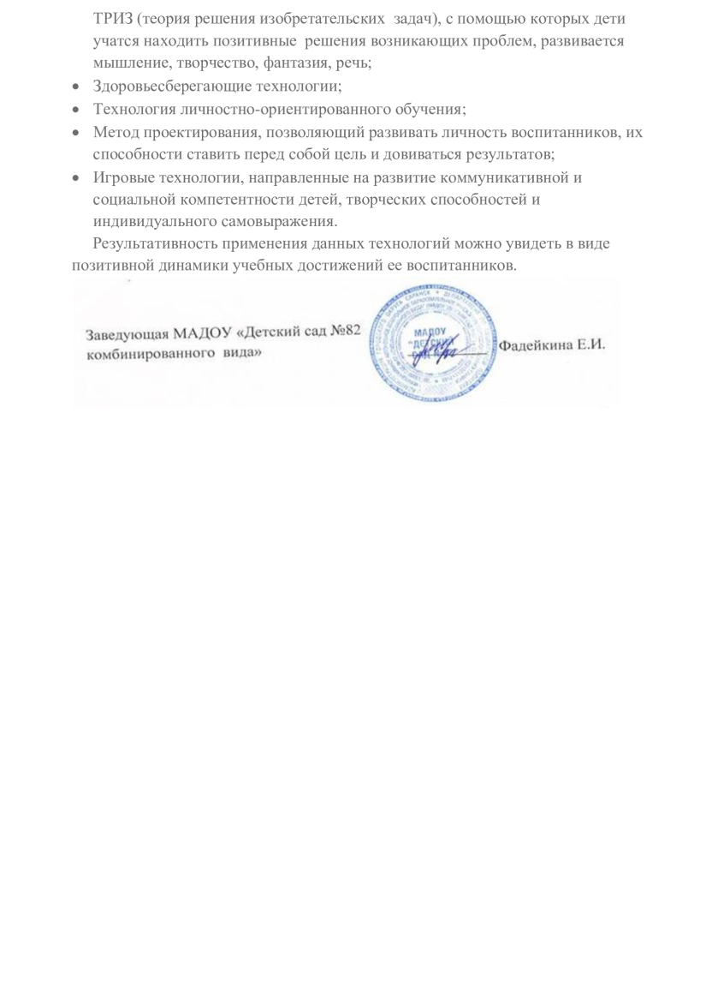 ТРИЗ (теория решения изобретательских  задач), с помощью которых дети
учатся находить позитивные  решения возникающих проблем, развивается
мышление, творчество, фантазия, речь;
• Здоровьесберегающие технологии;
• Технология личностно-ориентированного обучения;
• Метод проектирования, позволяющий развивать личность воспитанников, их
способности ставить перед собой цель и довиваться результатов;
• Игровые технологии, направленные на развитие коммуникативной и
социальной компетентности детей, творческих способностей и
индивидуального самовыражения.
Результативность применения данных технологий можно увидеть в виде
позитивной динамики учебных достижений ее воспитанников.
Заведующая МАДОУ «Детский сад №82
комбинированного  вида»
МАДОУ
"ДЕТСКИЙ
Фадейкина Е.И.